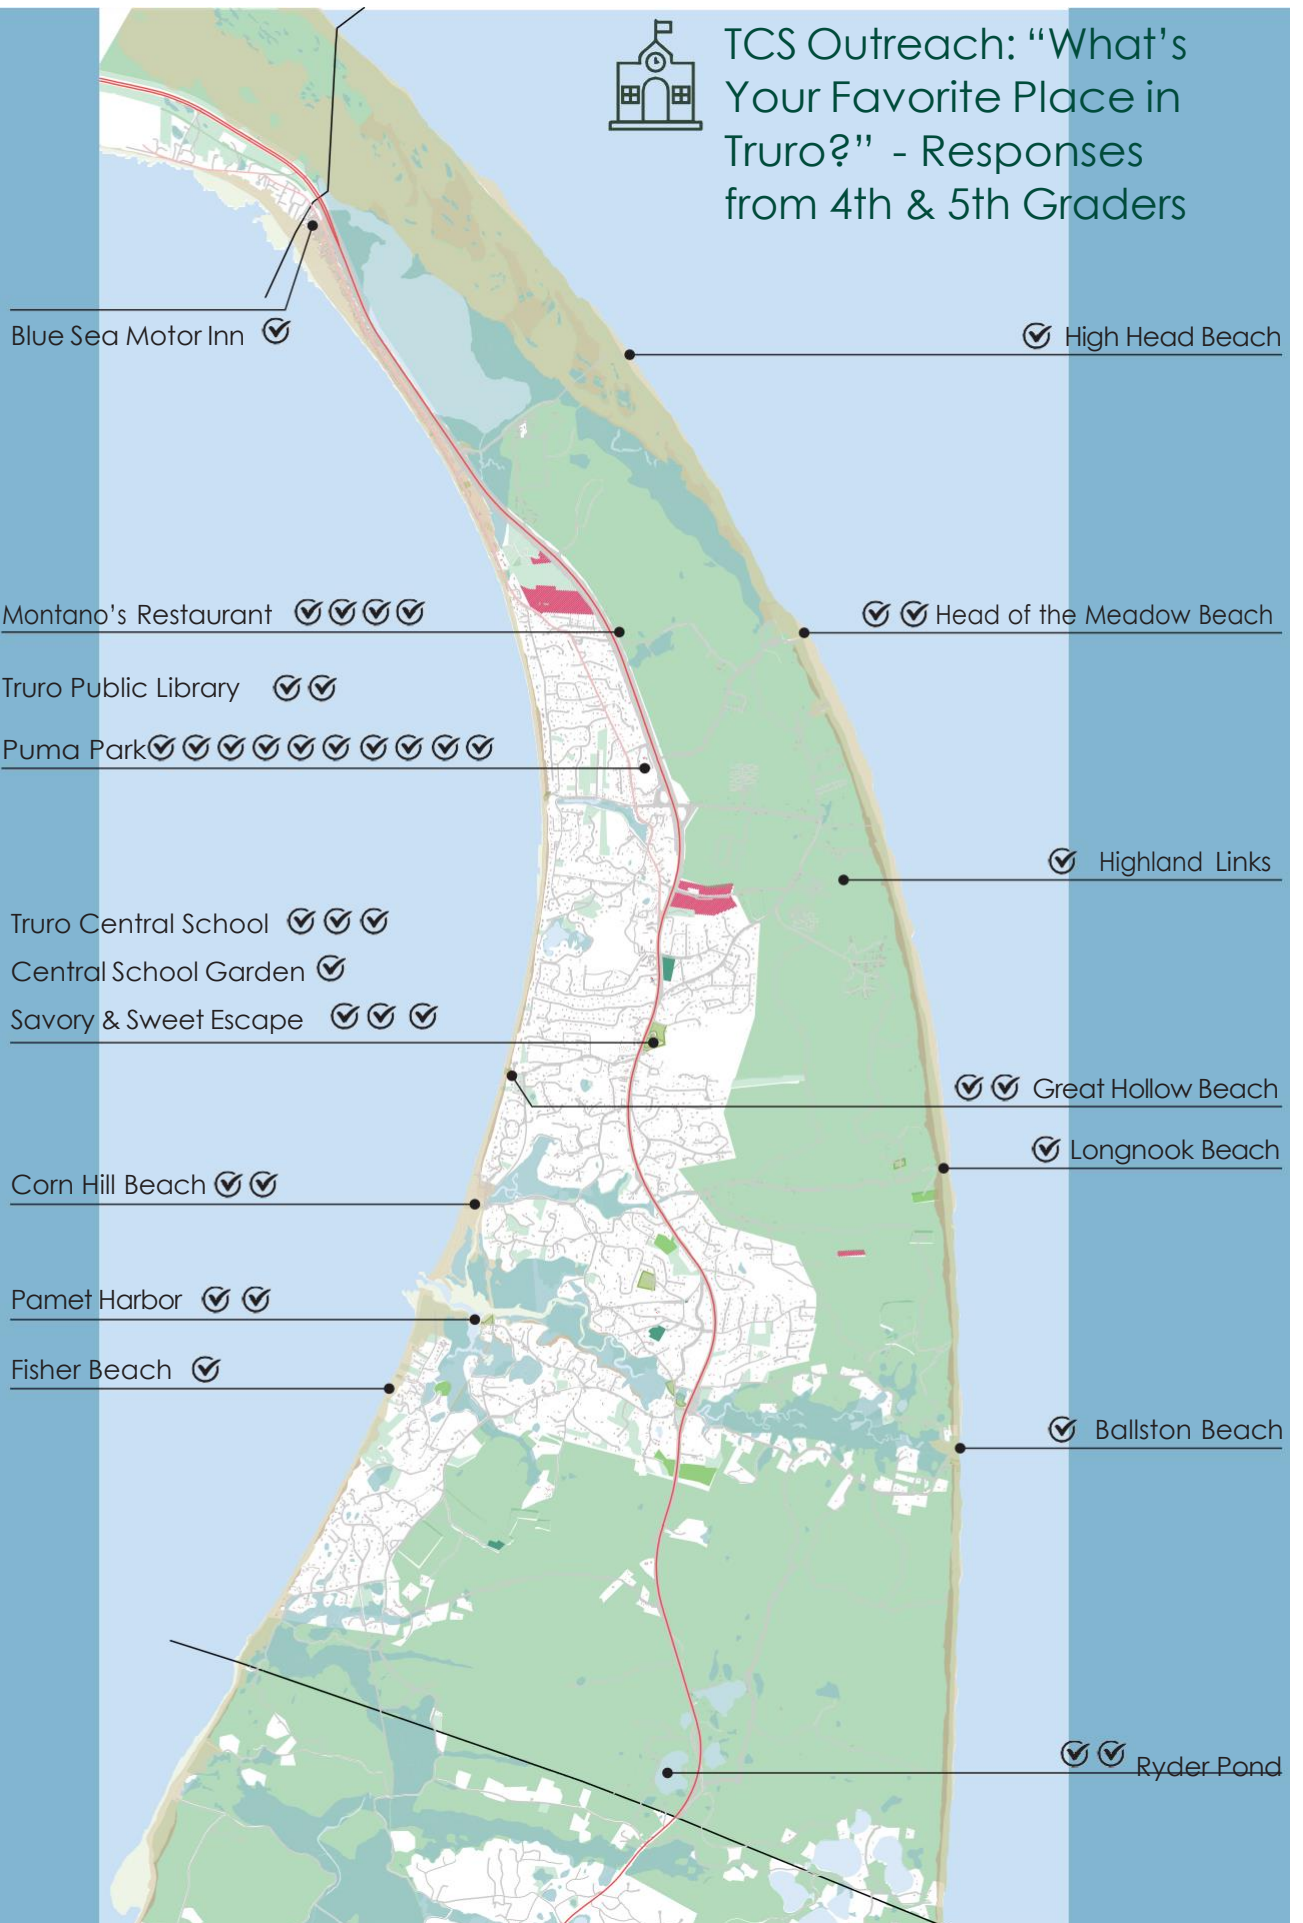 TCS Outreach: “What’s
Your Favorite Place in
Truro?” - Responses
from 4th & 5th Graders
Blue Sea Motor Inn
High Head Beach
Montano’s Restaurant
Head of the Meadow Beach
Truro Public Library
Puma Park
Highland Links
Truro Central School
Central School Garden
Savory & Sweet Escape
Great Hollow Beach
Longnook Beach
Corn Hill Beach
Pamet Harbor
Fisher Beach
Ballston Beach
Ryder Pond